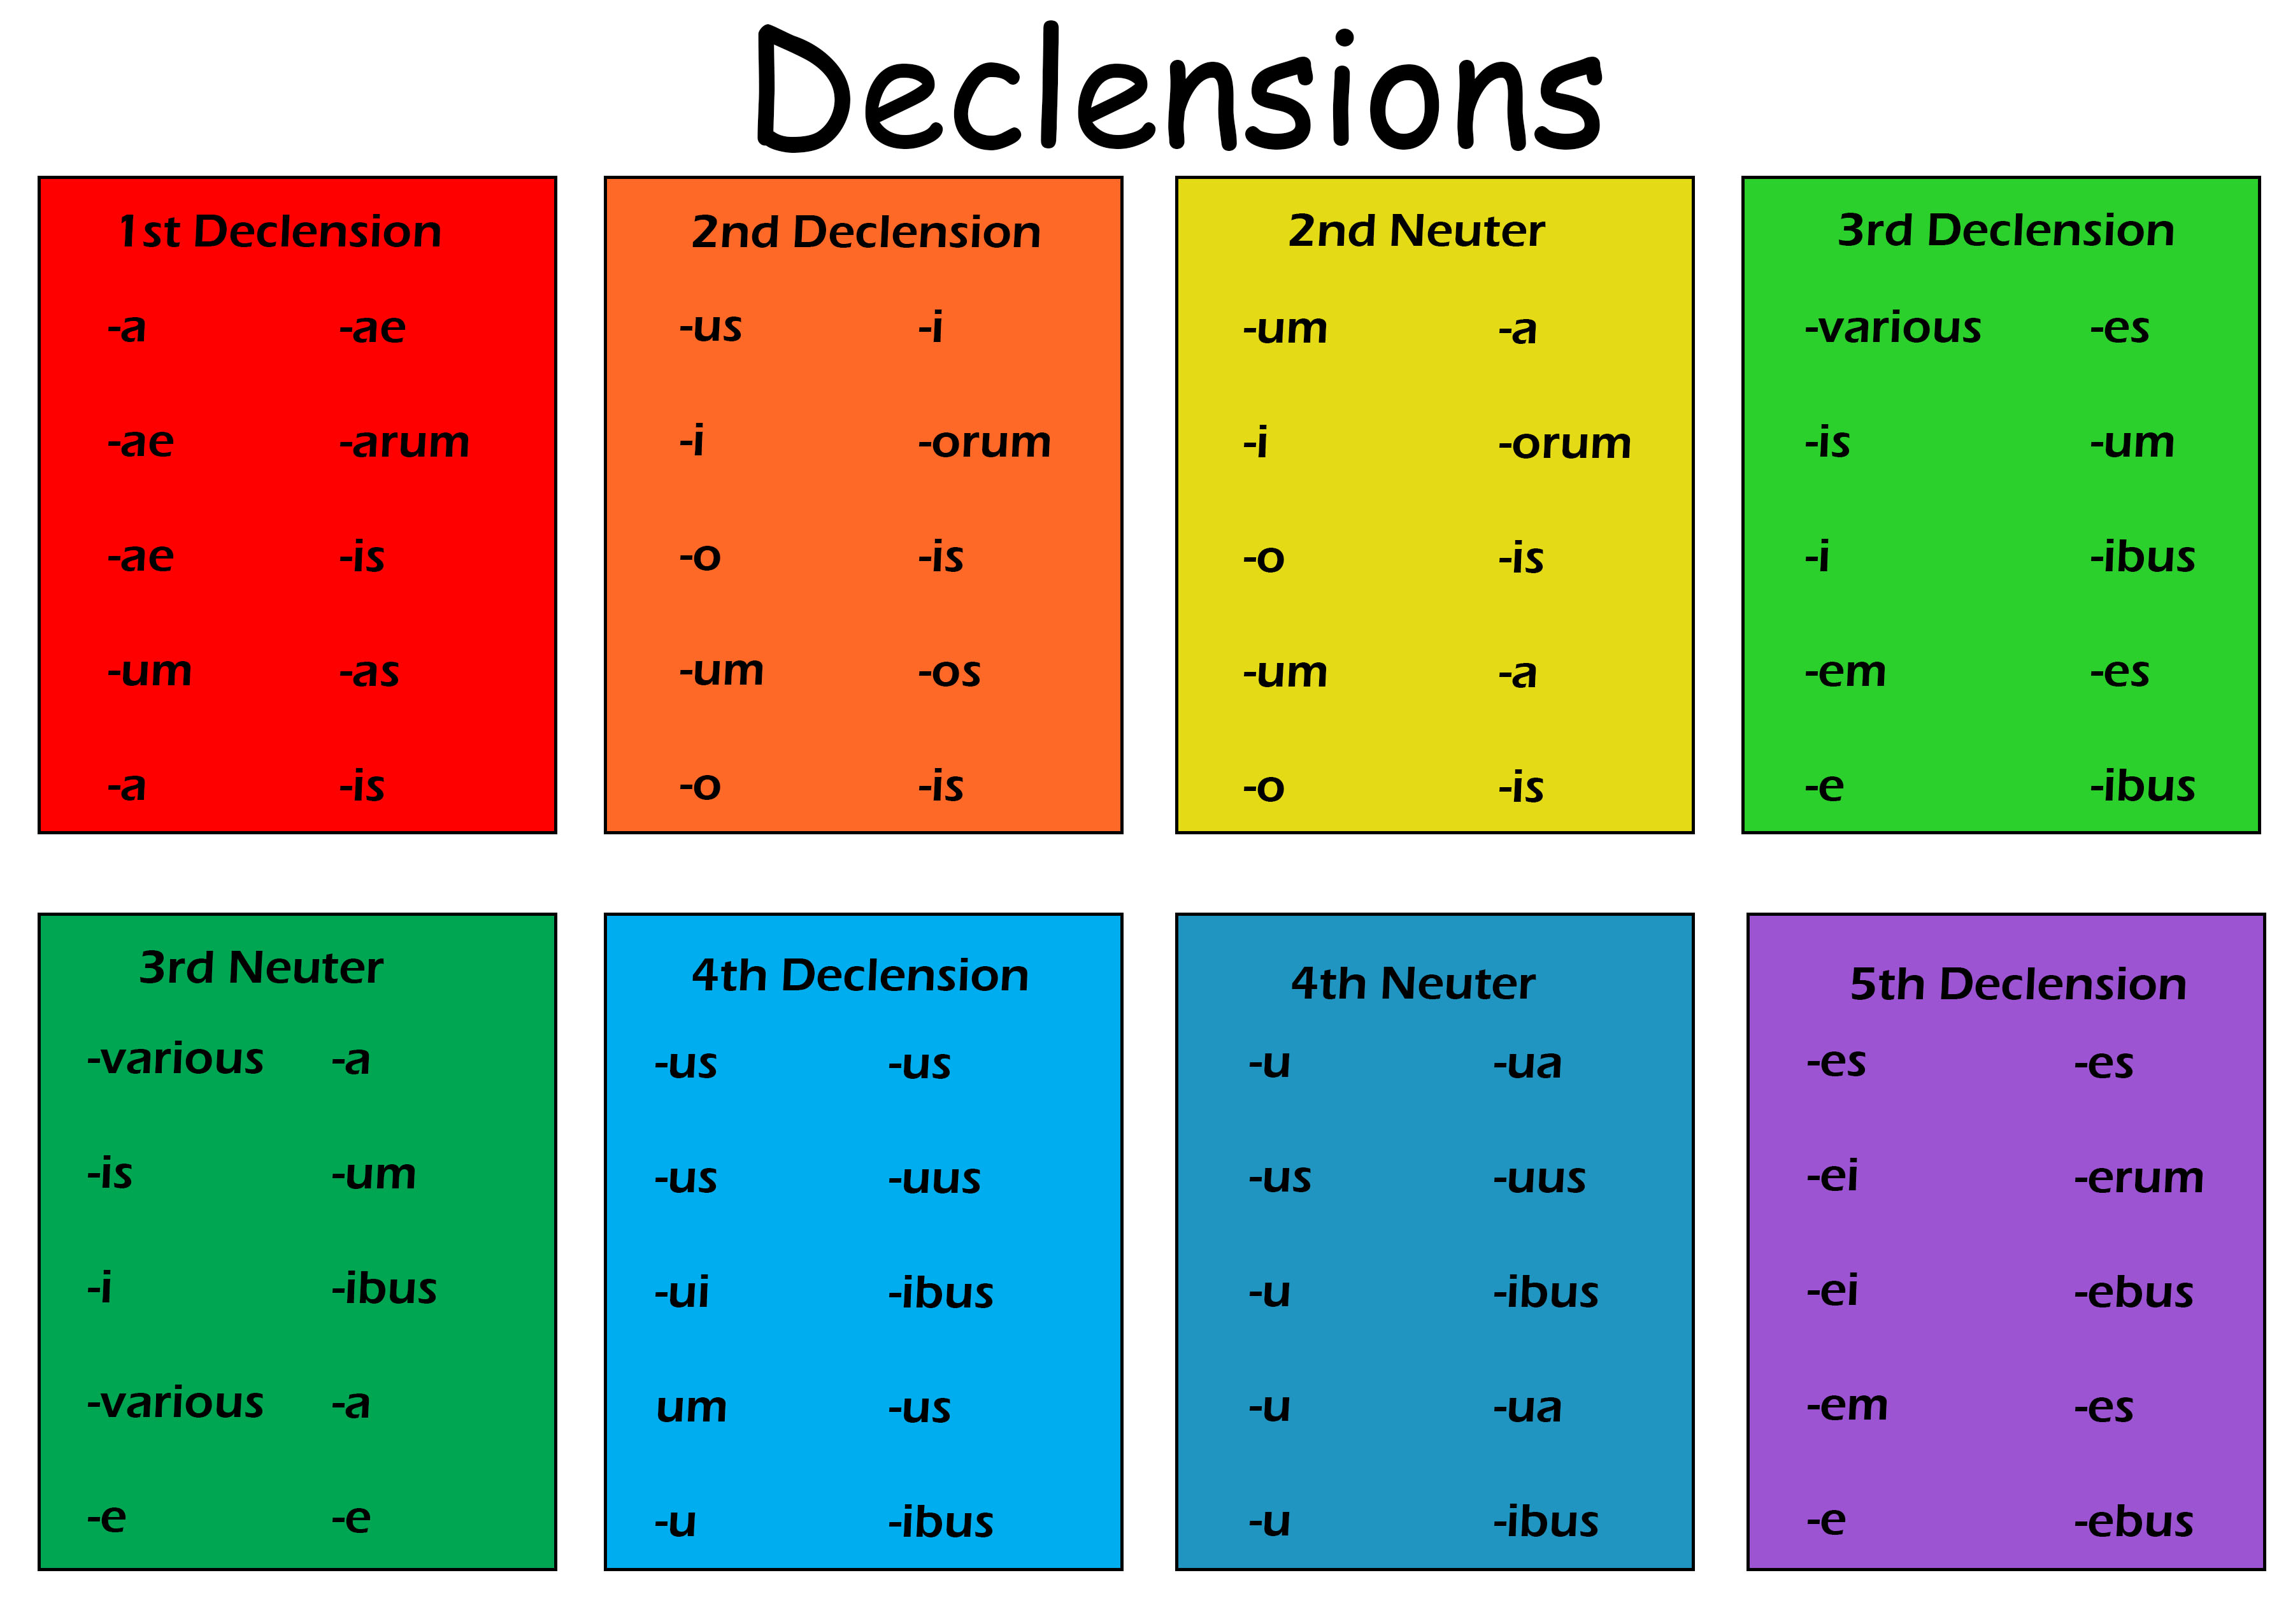 Declensions
1st Declension
-a -ae
-ae -arum
-ae -is
-um -as
-a -is
2nd Declension
-us -i
-i -orum
-o -is
-um -os
-o -is
2nd Neuter
-um -a
-i -orum
-o -is
-um -a
-o -is
3rd Declension
-various -es
-is -um
-i -ibus
-em -es
-e -ibus
3rd Neuter
-various -a
-is -um
-i -ibus
-various -a
-e -e
4th Declension
-us -us
-us -uus
-ui -ibus
um -us
-u -ibus
4th Neuter
-u -ua
-us -uus
-u -ibus
-u -ua
-u -ibus
5th Declension
-es -es
-ei -erum
-ei -ebus
-em -es
-e -ebus